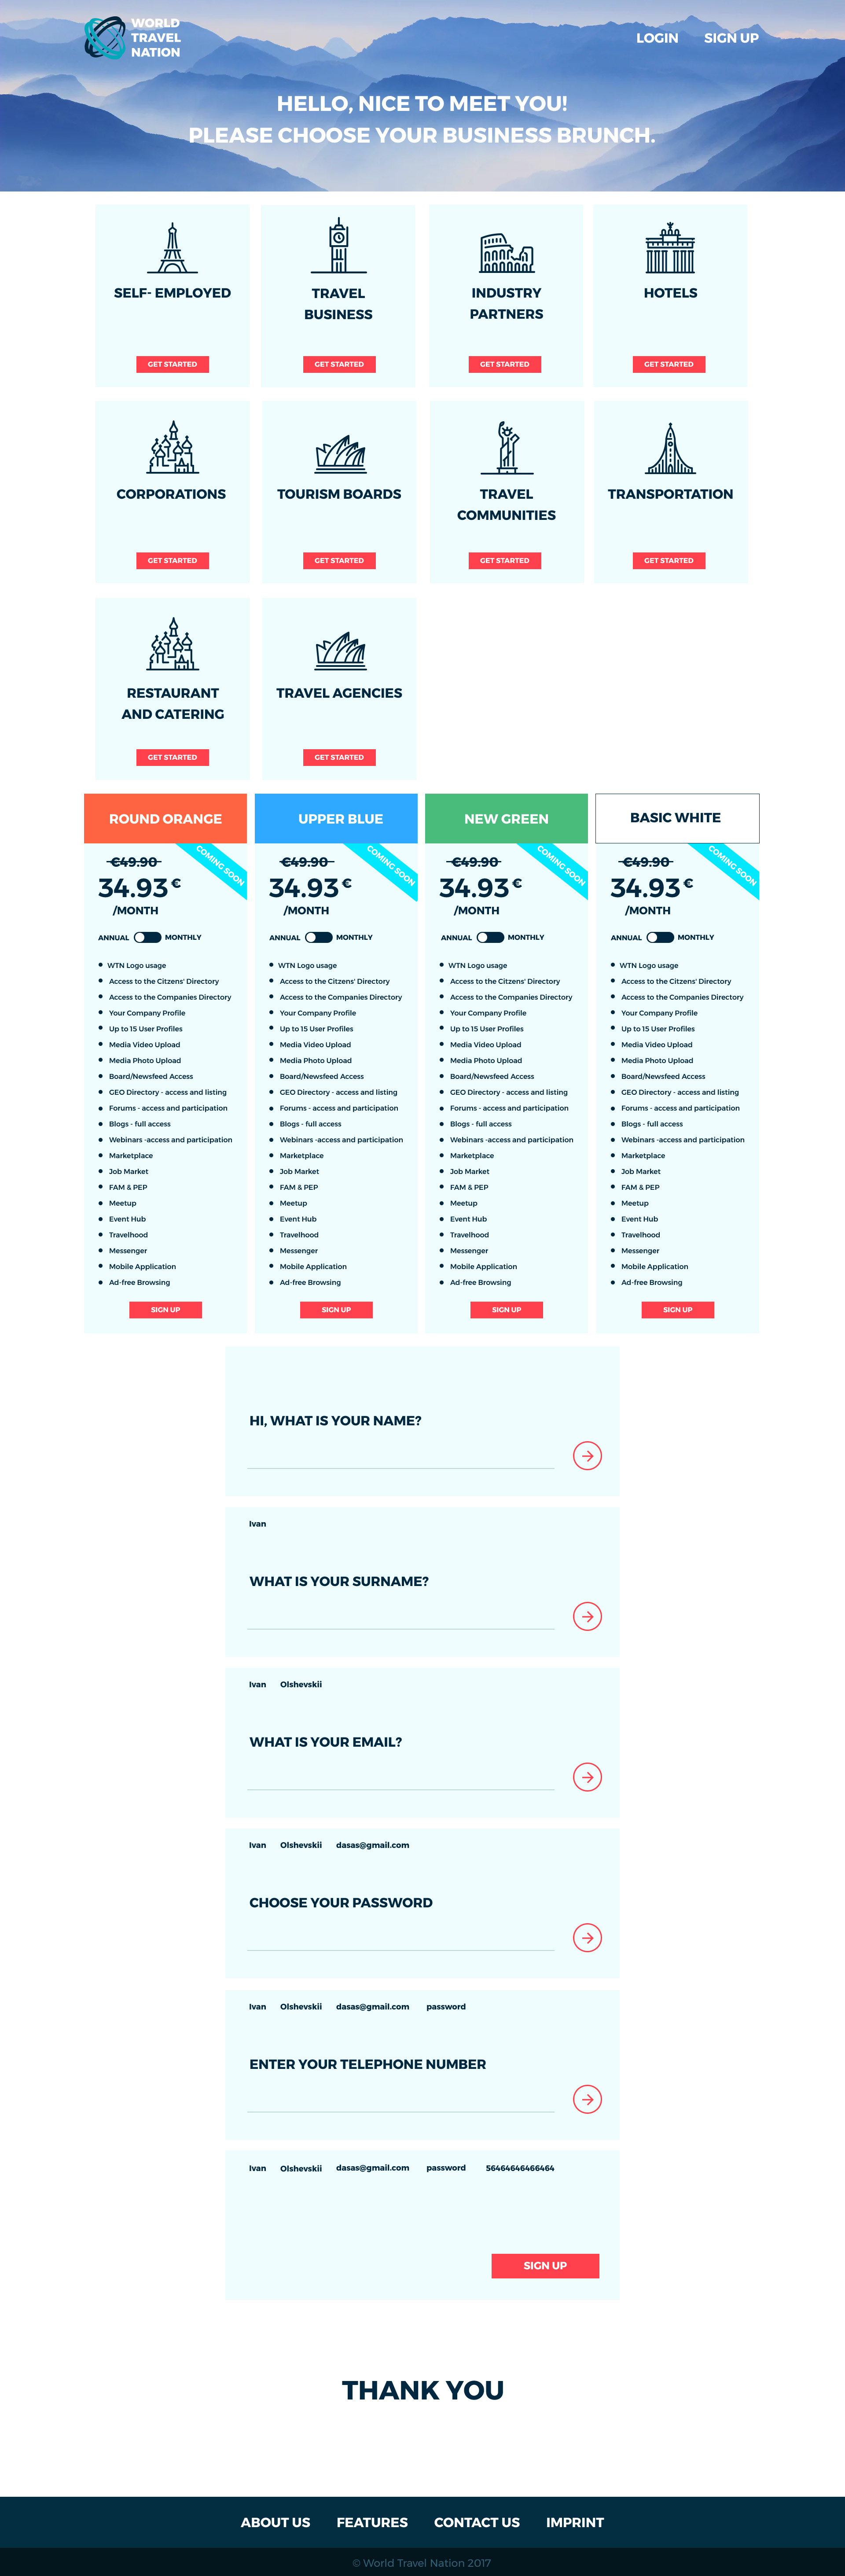 WORLD
TRAVEL
NATION
LOGIN SIGN UP
HELLO, NICE TO MEET YOU!
PLEASE CHOOSE YOUR BUSINESS BRUNCH.
SELF- EMPLOYED
GET STARTED
TRAVEL
BUSINESS
GET STARTED
INDUSTRY
PARTNERS
GET STARTED
HOTELS
GET STARTED
CORPORATIONS
GET STARTED
TOURISM BOARDS
GET STARTED
TRAVEL
COMMUNITIES
GET STARTED
TRANSPORTATION
GET STARTED
RESTAURANT
AND CATERING
GET STARTED
TRAVEL AGENCIES
GET STARTED
ROUND ORANGE
COMING SOON
€49.90
34.93 €
/MONTH
ANNUAL MONTHLY
WTN Logo usage
Access to the Citzens' Directory
Access to the Companies Directory
Your Company Profile
Up to 15 User Profiles
Media Video Upload
Media Photo Upload
Board/Newsfeed Access
GEO Directory - access and listing
Forums - access and participation
Blogs - full access
Webinars -access and participation
Marketplace
Job Market
FAM & PEP
Meetup
Event Hub
Travelhood
Messenger
Mobile Application
Ad-free Browsing
SIGN UP
UPPER BLUE
COMING SOON
€49.90
34.93 €
/MONTH
ANNUAL MONTHLY
WTN Logo usage
Access to the Citzens' Directory
Access to the Companies Directory
Your Company Profile
Up to 15 User Profiles
Media Video Upload
Media Photo Upload
Board/Newsfeed Access
GEO Directory - access and listing
Forums - access and participation
Blogs - full access
Webinars -access and participation
Marketplace
Job Market
FAM & PEP
Meetup
Event Hub
Travelhood
Messenger
Mobile Application
Ad-free Browsing
SIGN UP
NEW GREEN
COMING SOON
€49.90
34.93 €
/MONTH
ANNUAL MONTHLY
WTN Logo usage
Access to the Citzens' Directory
Access to the Companies Directory
Your Company Profile
Up to 15 User Profiles
Media Video Upload
Media Photo Upload
Board/Newsfeed Access
GEO Directory - access and listing
Forums - access and participation
Blogs - full access
Webinars -access and participation
Marketplace
Job Market
FAM & PEP
Meetup
Event Hub
Travelhood
Messenger
Mobile Application
Ad-free Browsing
SIGN UP
BASIC WHITE
COMING SOON
€49.90
34.93 €
/MONTH
ANNUAL MONTHLY
WTN Logo usage
Access to the Citzens' Directory
Access to the Companies Directory
Your Company Profile
Up to 15 User Profiles
Media Video Upload
Media Photo Upload
Board/Newsfeed Access
GEO Directory - access and listing
Forums - access and participation
Blogs - full access
Webinars -access and participation
Marketplace
Job Market
FAM & PEP
Meetup
Event Hub
Travelhood
Messenger
Mobile Application
Ad-free Browsing
SIGN UP
HI, WHAT IS YOUR NAME?
Ivan
WHAT IS YOUR SURNAME?
Ivan Olshevskii
WHAT IS YOUR EMAIL?
Ivan Olshevskii dasas@gmail.com
CHOOSE YOUR PASSWORD
Ivan Olshevskii dasas@gmail.com password
ENTER YOUR TELEPHONE NUMBER
Ivan Olshevskii dasas@gmail.com password 56464646466464
SIGN UP
THANK YOU
ABOUT US FEATURES CONTACT US IMPRINT
© World Travel Nation 2017